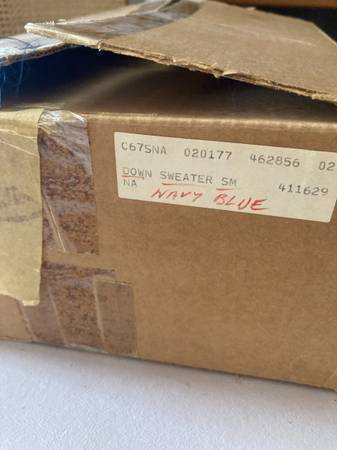 C67SNA 020177 462856 02
DOWN SWEATER SM 411629
NA
NAVY BLUE